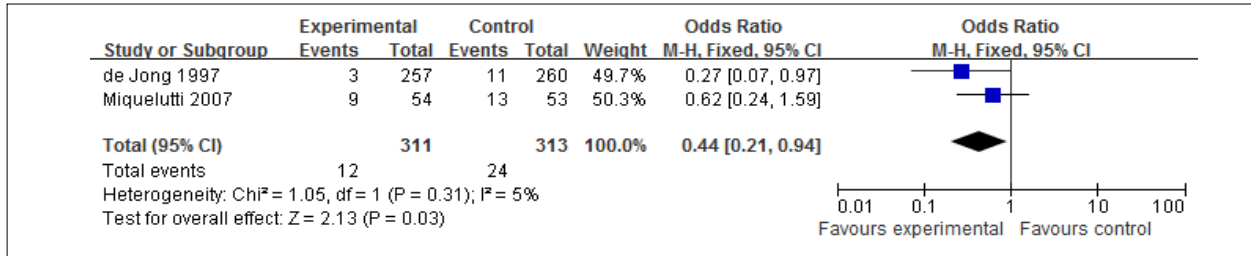 Experimental Control Odds Ratio Odds Ratio
Study or Subgroup Events Total Events Total Weight M-H, Fixed, 95% CI M-H, Fixed, 95% CI
de Jong 1997 3 257 11 260 49.7% 0.27 [0.07, 0.97]
Miquelutti 2007 9 54 13 53 50.3% 0.62 [0.24, 1.59]
Total (95% CI) 311 313 100.0% 0.44 [0.21, 0.94]
Total events 12 24
Heterogeneity: Chi² = 1.05, df = 1 (P = 0.31); I² = 5%
Test for overall effect: Z = 2.13 (P = 0.03)
0.01 0.1 1 10 100
Favours experimental Favours control